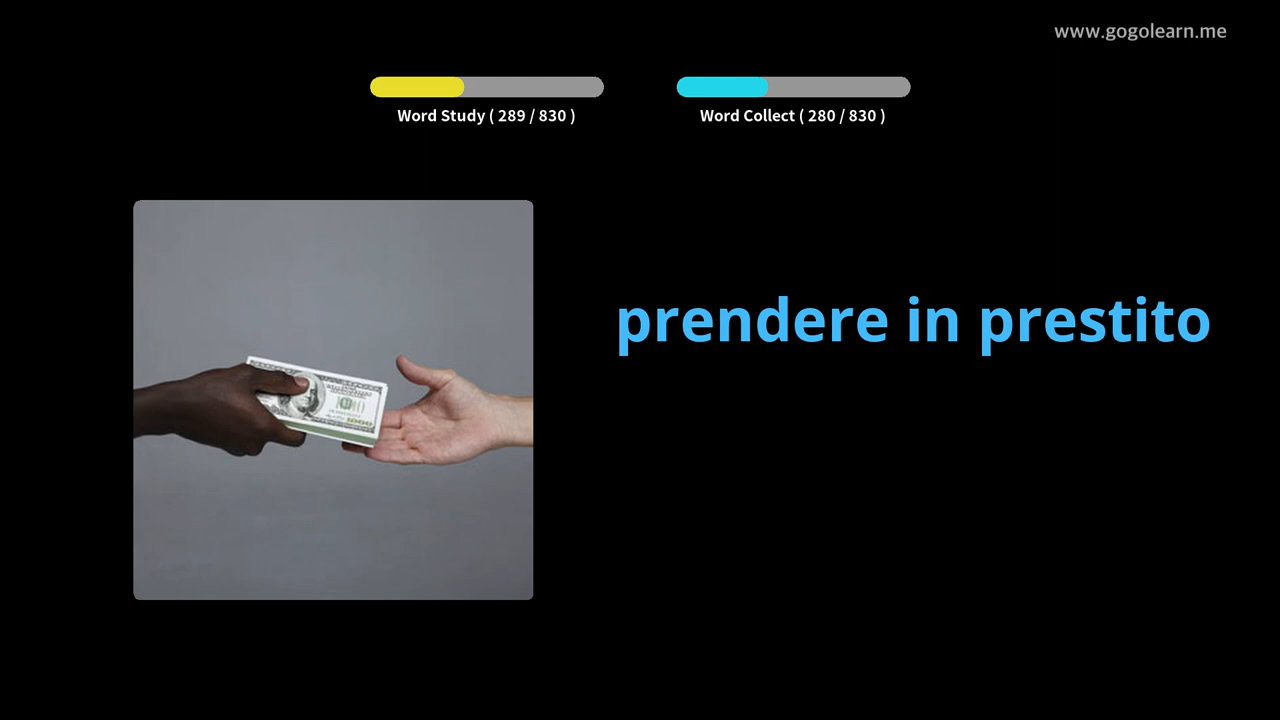 www.gogolearn.me
Word Study ( 289 / 830 )
Word Collect ( 280 / 830 )
prendere in prestito